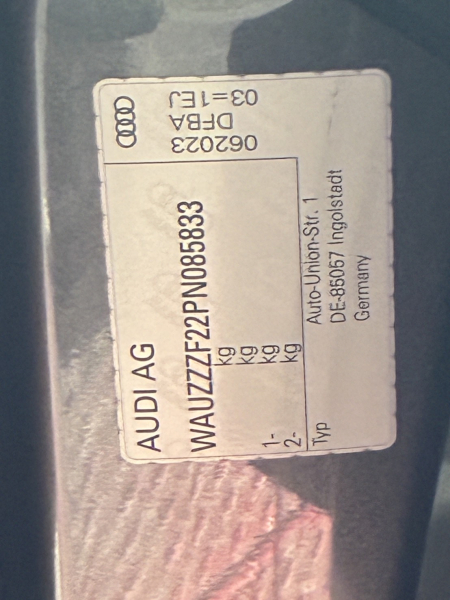 AUDI AG
WAUZZZF22PN085833
kg
kg
1- kg
2- kg
Typ
Auto-Union-Str. 1
DE-85057 Ingolstadt
Germany
062023
DFBA
03=1EJ